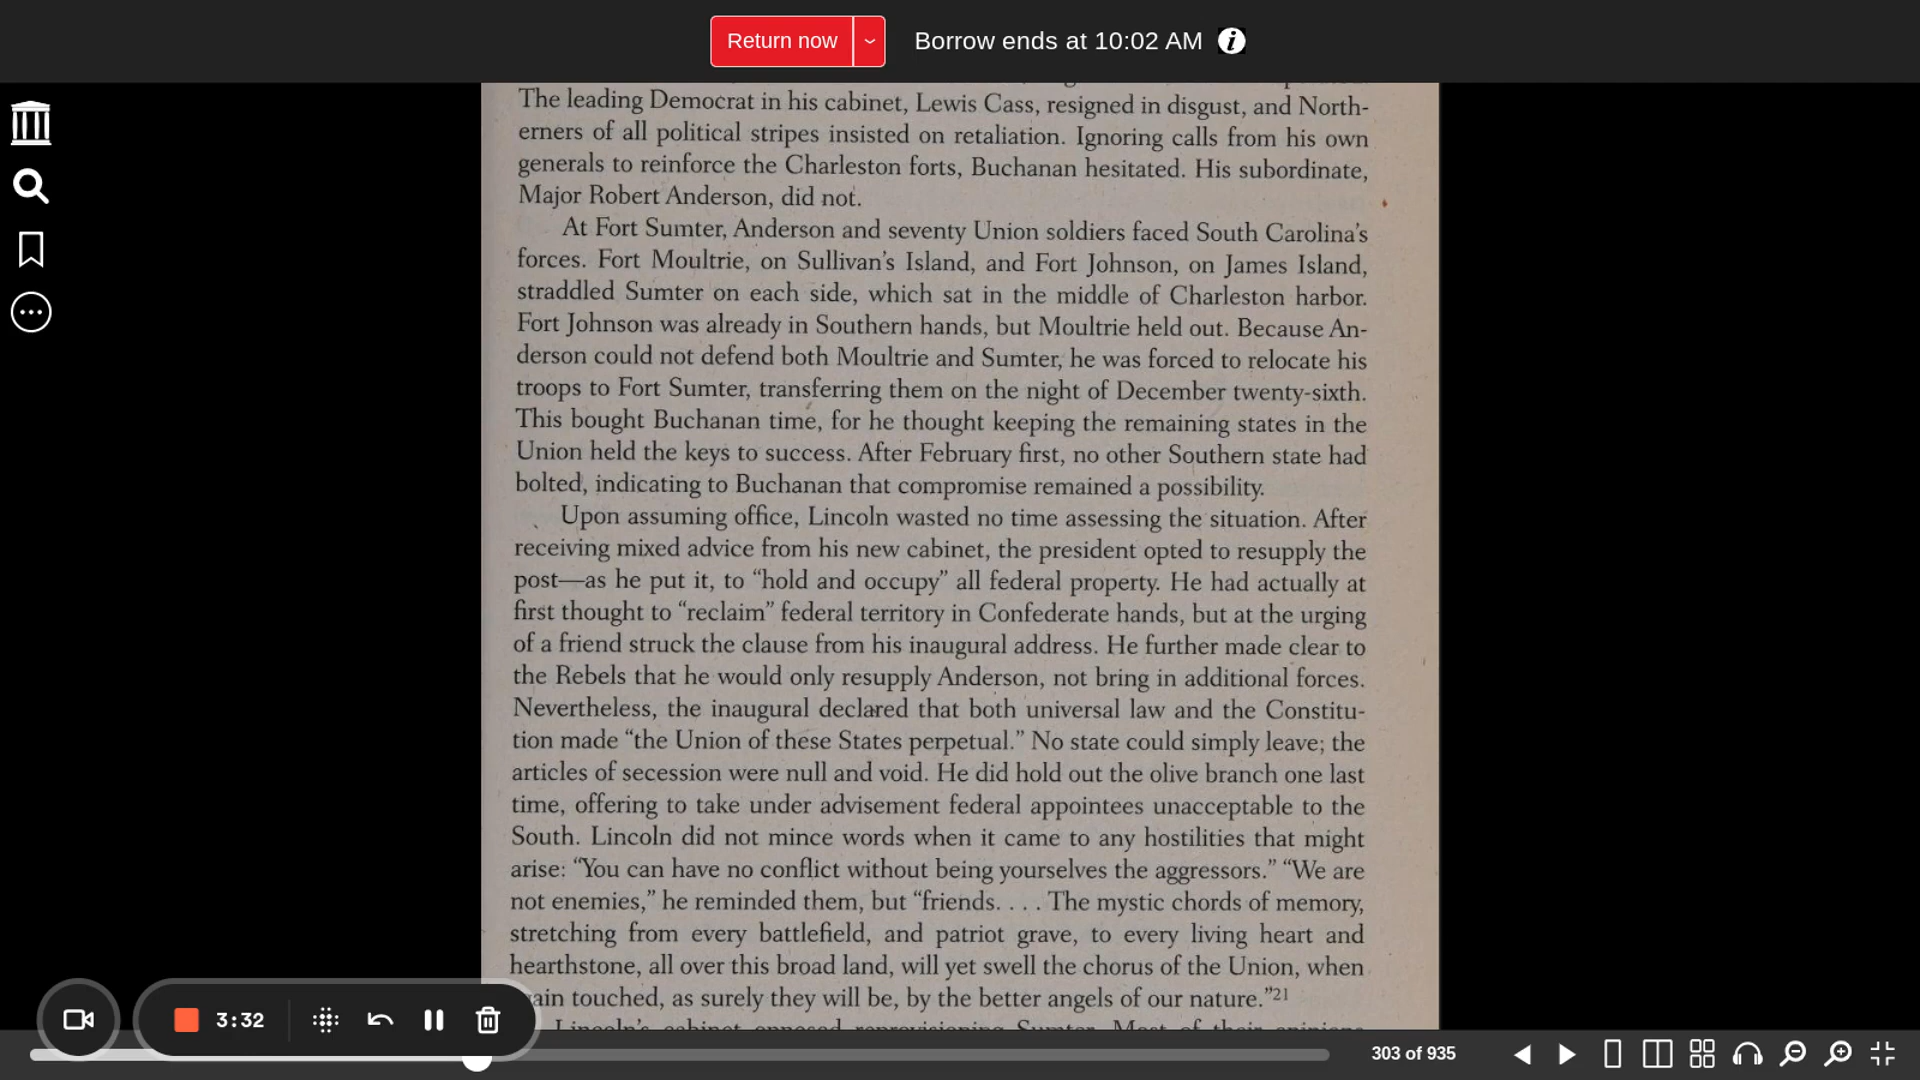 Return now
Borrow ends at 10:02 AM
The leading Democrat in his cabinet, Lewis Cass, resigned in disgust, and North-
erners of all political stripes insisted on retaliation. Ignoring calls from his own
generals to reinforce the Charleston forts, Buchanan hesitated. His subordinate,
Major Robert Anderson, did not.
At Fort Sumter, Anderson and seventy Union soldiers faced South Carolina's
forces. Fort Moultrie, on Sullivan's Island, and Fort Johnson, on James Island,
straddled Sumter on each side, which sat in the middle of Charleston harbor.
Fort Johnson was already in Southern hands, but Moultrie held out. Because An-
derson could not defend both Moultrie and Sumter, he was forced to relocate his
troops to Fort Sumter, transferring them on the night of December twenty-sixth.
This bought Buchanan time, for he thought keeping the remaining states in the
Union held the keys to success. After February first, no other Southern state had
bolted, indicating to Buchanan that compromise remained a possibility.
Upon assuming office, Lincoln wasted no time assessing the situation. After
receiving mixed advice from his new cabinet, the president opted to resupply the
post—as he put it, to “hold and occupy” all federal property. He had actually at
first thought to “reclaim” federal territory in Confederate hands, but at the urging
of a friend struck the clause from his inaugural address. He further made clear to
the Rebels that he would only resupply Anderson, not bring in additional forces.
Nevertheless, the inaugural declared that both universal law and the Constitu-
tion made “the Union of these States perpetual.” No state could simply leave; the
articles of secession were null and void. He did hold out the olive branch one last
time, offering to take under advisement federal appointees unacceptable to the
South. Lincoln did not mince words when it came to any hostilities that might
arise: “You can have no conflict without being yourselves the aggressors.” “We are
not enemies,” he reminded them, but “friends. . . . The mystic chords of memory,
stretching from every battlefield, and patriot grave, to every living heart and
hearthstone, all over this broad land, will yet swell the chorus of the Union, when
touched, as surely they will be, by the better angels of our nature.”21
Lincoln's cabinet opposed reprovisioning Sumter. Most of their opinions
3:32
303 of 935